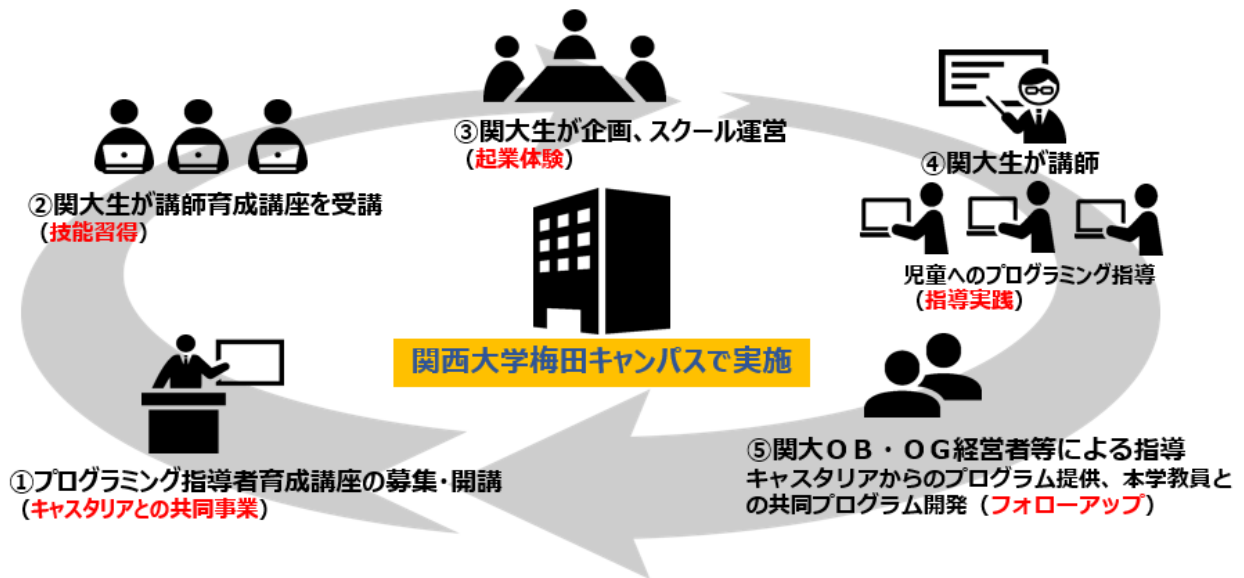 ③関大生が企画、スクール運営
（起業体験）
④関大生が講師
②関大生が講師育成講座を受講
（技能習得）
児童へのプログラミング指導
（指導実践）
関西大学梅田キャンパスで実施
①プログラミング指導者育成講座の募集・開講
（キャスタリアとの共同事業）
⑤関大ＯＢ・ＯＧ経営者等による指導
キャスタリアからのプログラム提供、本学教員と
の共同プログラム開発（フォローアップ）